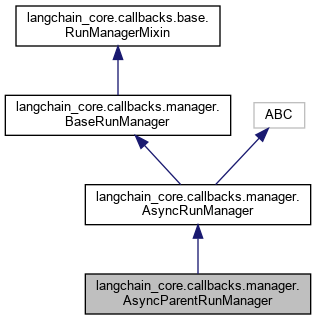 langchain_core.callbacks.base.
RunManagerMixin
langchain_core.callbacks.manager.
BaseRunManager
ABC
langchain_core.callbacks.manager.
AsyncRunManager
langchain_core.callbacks.manager.
AsyncParentRunManager